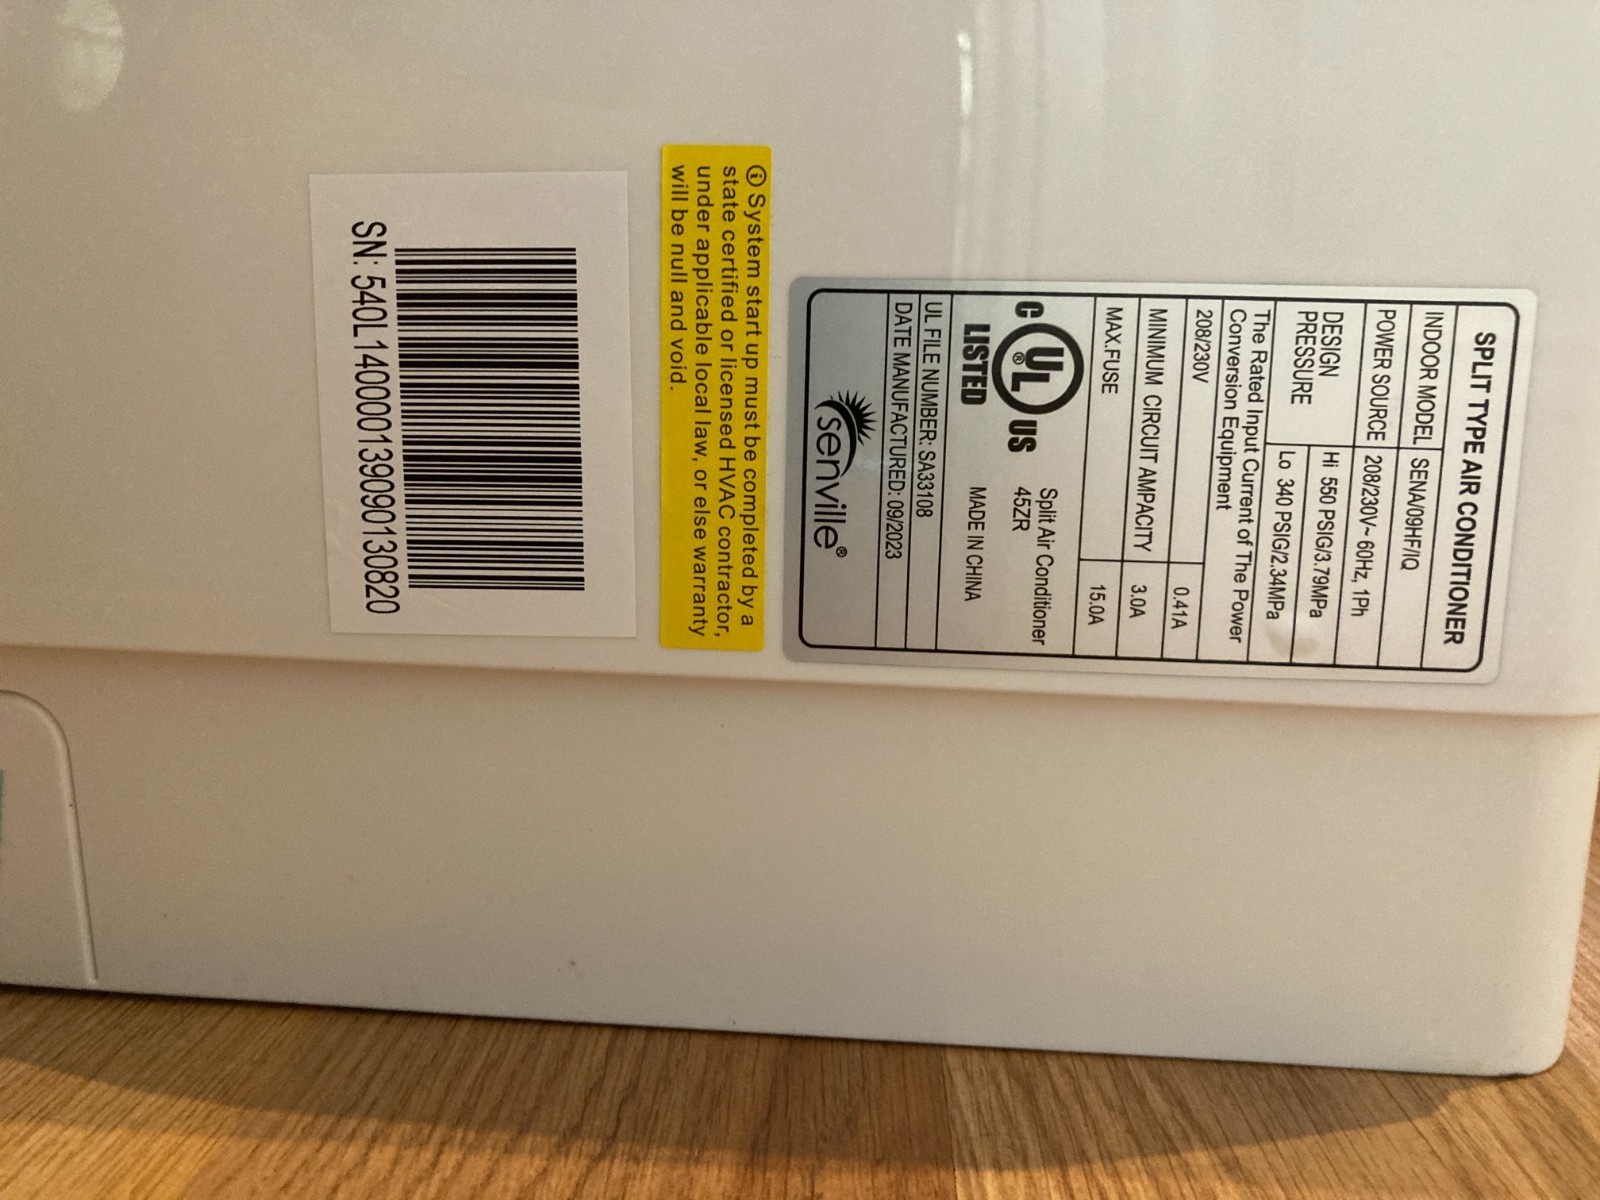 SPLIT TYPE AIR CONDITIONER
INDOOR MODEL SENA/09HF/IQ
POWER SOURCE 208/230V~ 60Hz, 1Ph
DESIGN PRESSURE Hi 550 PSIG/3.79MPa
Lo 340 PSIG/2.34MPa
The Rated Input Current of The Power
Conversion Equipment
208/230V 0.41A
MINIMUM CIRCUIT AMPACITY 3.0A
MAX.FUSE 15.0A
C UL® US
LISTED
Split Air Conditioner
45ZR
MADE IN CHINA
UL FILE NUMBER: SA33108
DATE MANUFACTURED: 09/2023
senville®
System start up must be completed by a
state certified or licensed HVAC contractor,
under applicable local law, or else warranty
will be null and void.
SN: 540L140000139090130820